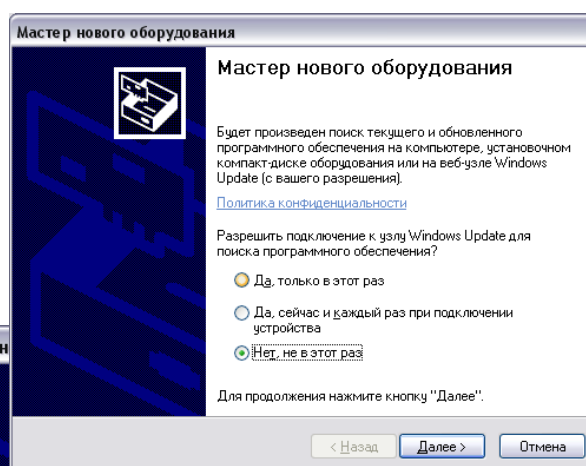 Мастер нового оборудования
Мастер нового оборудования
Будет произведен поиск текущего и обновленного
программного обеспечения на компьютере, установочном
компакт-диске оборудования или на веб-узле Windows
Update (с вашего разрешения).
Политика конфиденциальности
Разрешить подключение к узлу Windows Update для
поиска программного обеспечения?
Да, только в этот раз
Да, сейчас и каждый раз при подключении
устройства
Нет, не в этот раз
Для продолжения нажмите кнопку "Далее".
< Назад Далее > Отмена